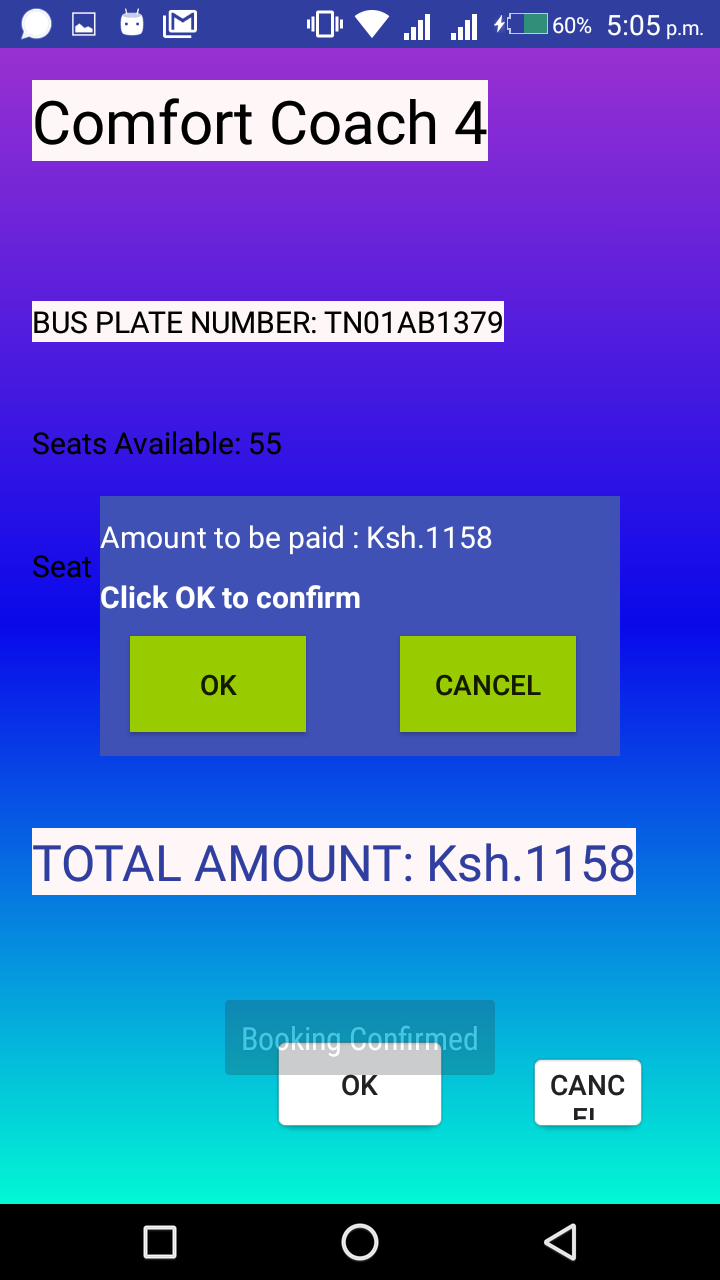 60% 5:05 p.m.
Comfort Coach 4
BUS PLATE NUMBER: TN01AB1379
Seats Available: 55
Amount to be paid : Ksh.1158
Seat
Click OK to confirm
OK CANCEL
TOTAL AMOUNT: Ksh.1158
Booking Confirmed
OK CANC
EL